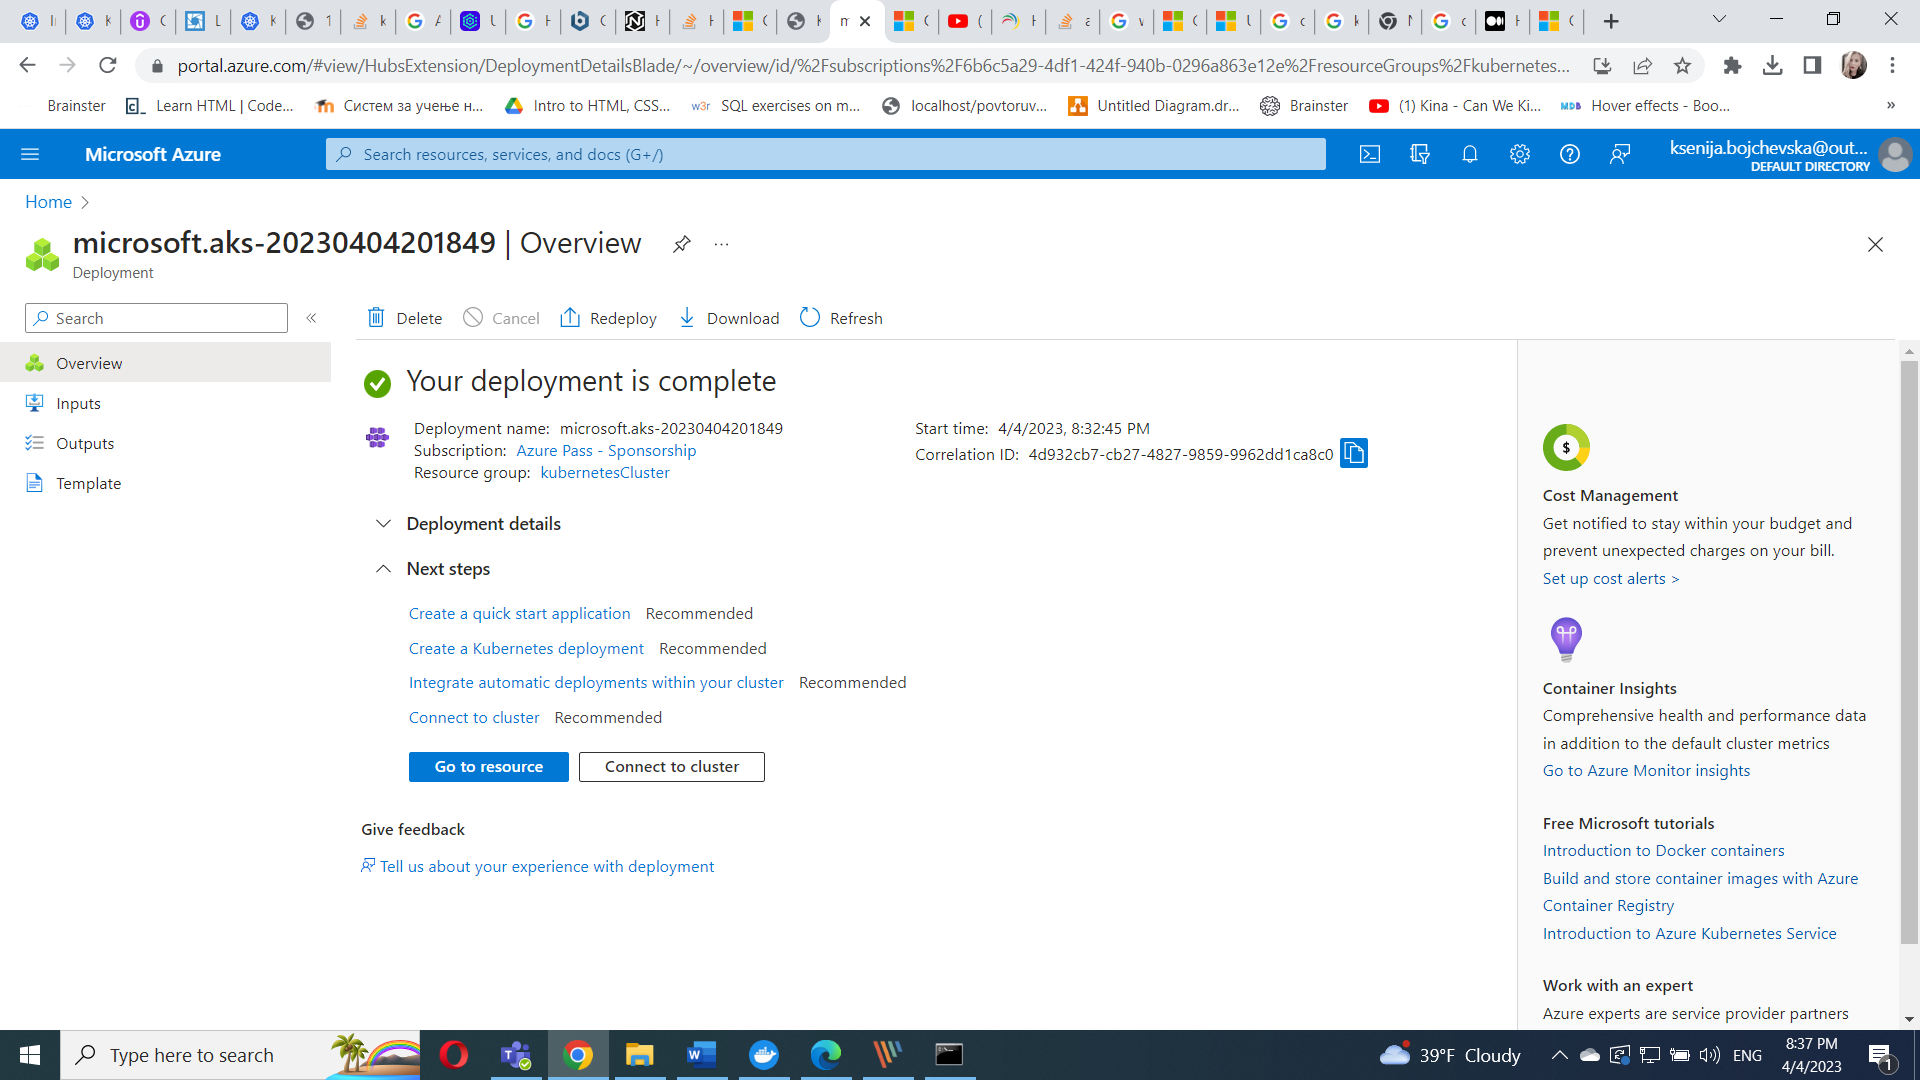 portal.azure.com/#view/HubsExtension/DeploymentDetailsBlade/~/overview/id/%2Fsubscriptions%2F6b6c5a29-4df1-424f-940b-0296a863e12e%2FresourceGroups%2Fkubernetes...
Brainster
Learn HTML | Code...
Систем за учење н...
Intro to HTML, CSS...
SQL exercises on m...
localhost/povtoruv...
Untitled Diagram.dr...
Brainster
(1) Kina - Can We Ki...
Hover effects - Boo...
»
Microsoft Azure
Search resources, services, and docs (G+/)
ksenija.bojchevska@out...
DEFAULT DIRECTORY
Home
microsoft.aks-20230404201849 | Overview
Deployment
Search
Overview
Inputs
Outputs
Template
Delete
Cancel
Redeploy
Download
Refresh
Your deployment is complete
Deployment name: microsoft.aks-20230404201849
Subscription: Azure Pass - Sponsorship
Resource group: kubernetesCluster
Start time: 4/4/2023, 8:32:45 PM
Correlation ID: 4d932cb7-cb27-4827-9859-9962dd1ca8c0
Deployment details
Next steps
Create a quick start application Recommended
Create a Kubernetes deployment Recommended
Integrate automatic deployments within your cluster Recommended
Connect to cluster Recommended
Go to resource
Connect to cluster
Give feedback
Tell us about your experience with deployment
Cost Management
Get notified to stay within your budget and
prevent unexpected charges on your bill.
Set up cost alerts >
Container Insights
Comprehensive health and performance data
in addition to the default cluster metrics
Go to Azure Monitor insights
Free Microsoft tutorials
Introduction to Docker containers
Build and store container images with Azure
Container Registry
Introduction to Azure Kubernetes Service
Work with an expert
Azure experts are service provider partners
Type here to search
39°F Cloudy
ENG
8:37 PM
4/4/2023
1